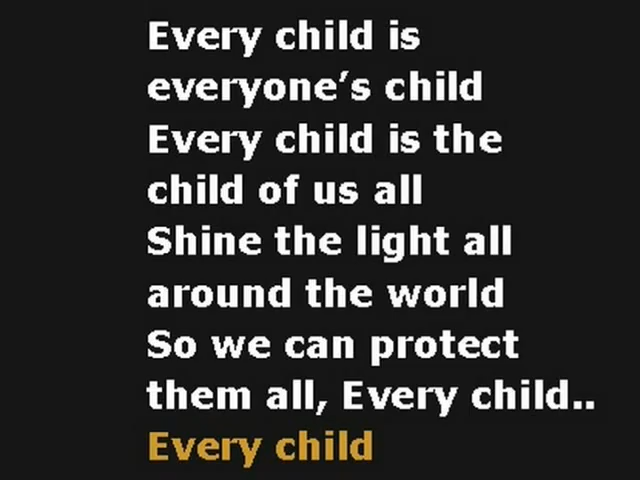 Every child is
everyone’s child
Every child is the
child of us all
Shine the light all
around the world
So we can protect
them all, Every child..
Every child